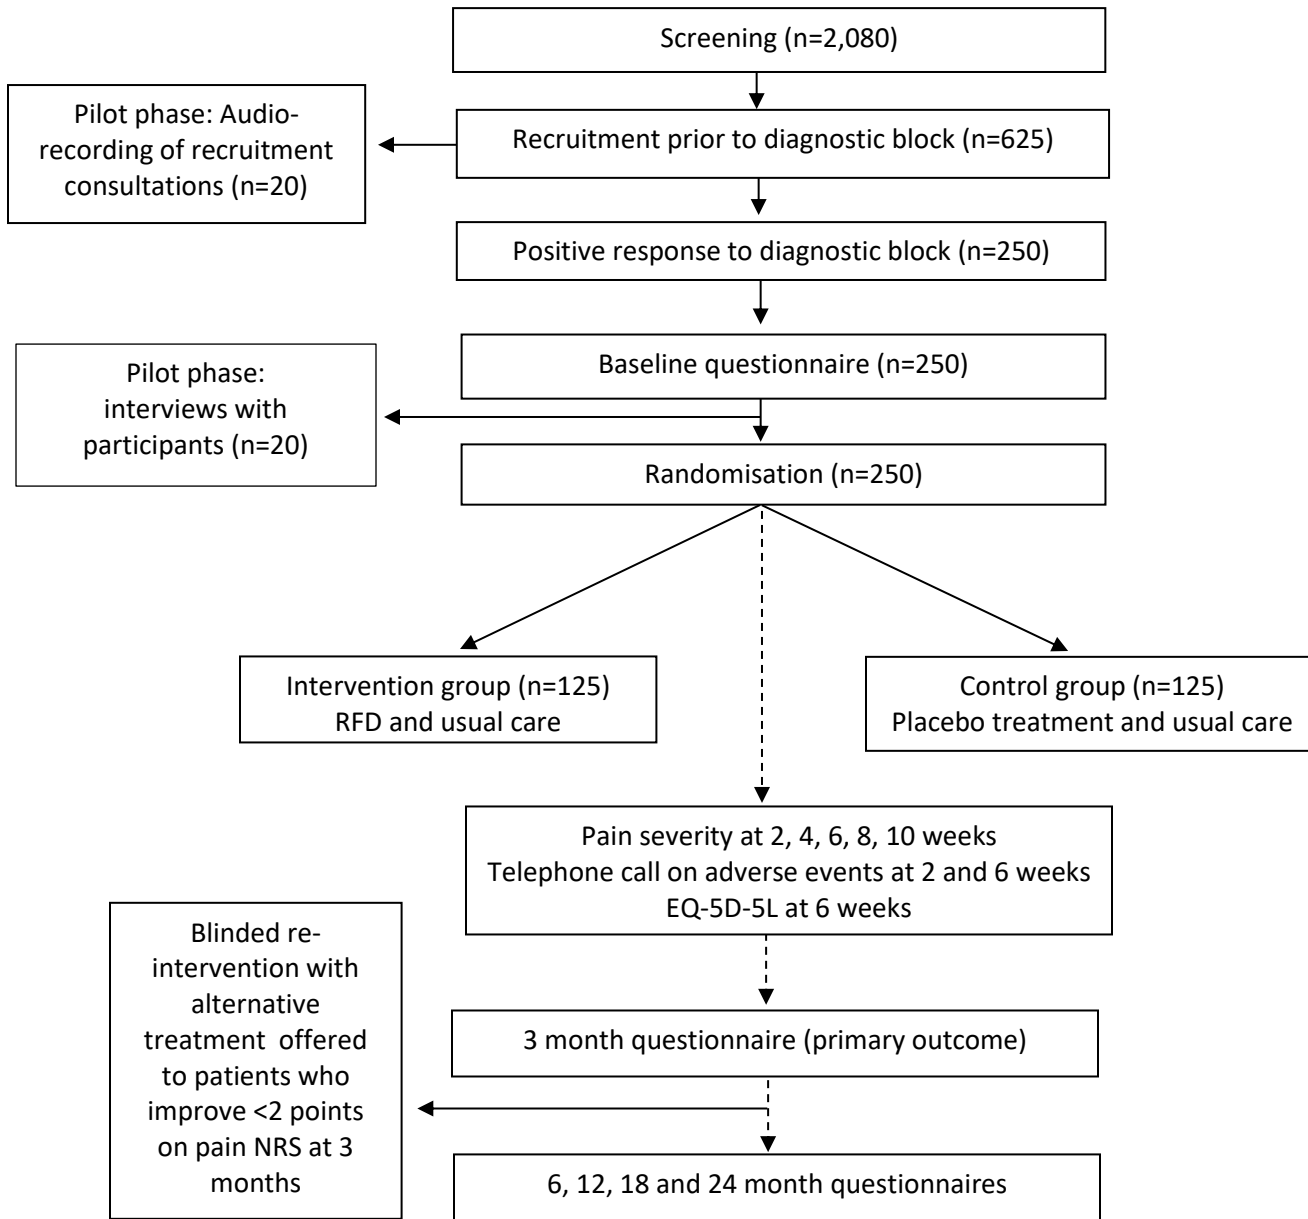 Screening (n=2,080)
Pilot phase: Audio-
recording of recruitment
consultations (n=20)
Recruitment prior to diagnostic block (n=625)
Positive response to diagnostic block (n=250)
Baseline questionnaire (n=250)
Pilot phase:
interviews with
participants (n=20)
Randomisation (n=250)
Intervention group (n=125)
RFD and usual care
Control group (n=125)
Placebo treatment and usual care
Pain severity at 2, 4, 6, 8, 10 weeks
Telephone call on adverse events at 2 and 6 weeks
EQ-5D-5L at 6 weeks
Blinded re-
intervention with
alternative
treatment  offered
to patients who
improve <2 points
on pain NRS at 3
months
3 month questionnaire (primary outcome)
6, 12, 18 and 24 month questionnaires